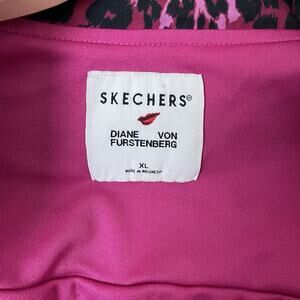 SKECHERS®
DIANE VON
FURSTENBERG
XL
MADE IN INDONESIA